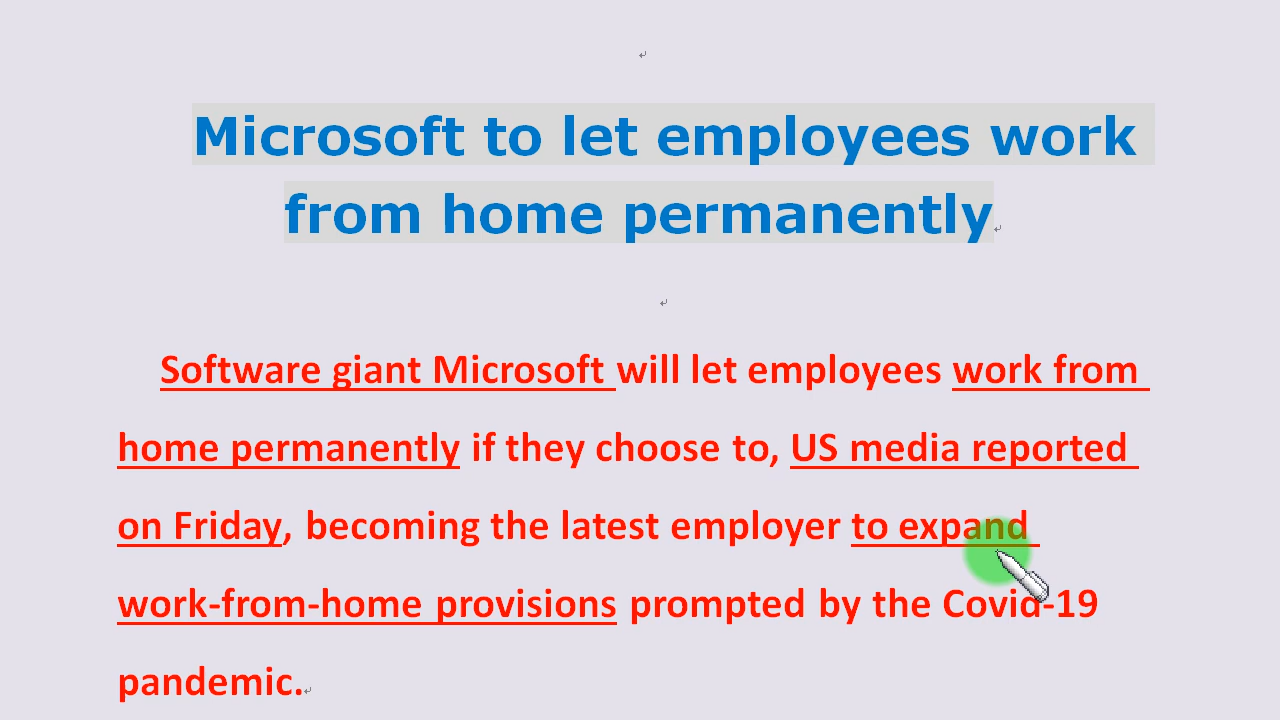 Microsoft to let employees work
from home permanently
Software giant Microsoft will let employees work from
home permanently if they choose to, US media reported
on Friday, becoming the latest employer to expand
work-from-home provisions prompted by the Covid-19
pandemic.